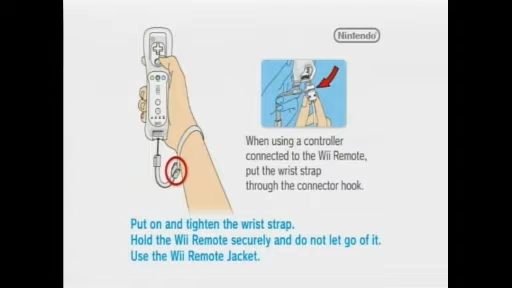 Nintendo
When using a controller
connected to the Wii Remote,
put the wrist strap
through the connector hook.
Put on and tighten the wrist strap.
Hold the Wii Remote securely and do not let go of it.
Use the Wii Remote Jacket.